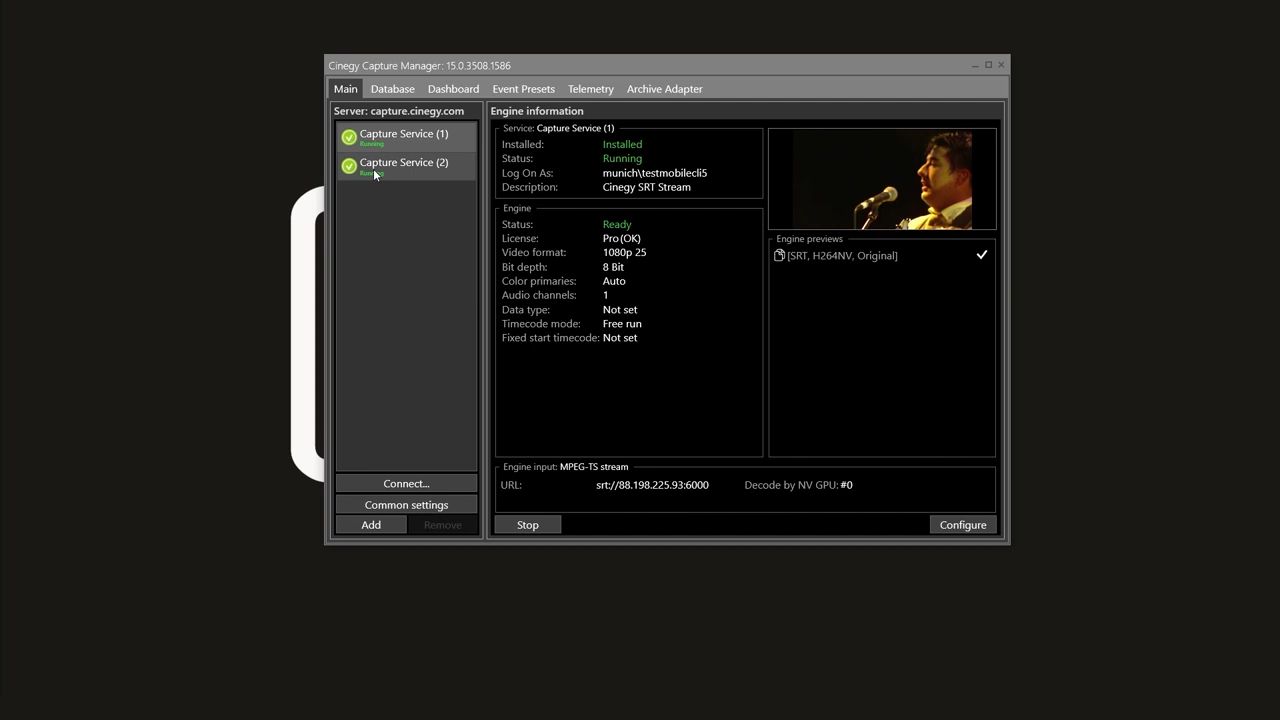 Cinegy Capture Manager: 15.0.3508.1586
Main Database Dashboard Event Presets Telemetry Archive Adapter
Server: capture.cinegy.com
Capture Service (1)
Running
Capture Service (2)
Running
Connect...
Common settings
Add Remove
Engine information
Service: Capture Service (1)
Installed: Installed
Status: Running
Log On As: munich\testmobilecli5
Description: Cinegy SRT Stream
Engine
Status: Ready
License: Pro (OK)
Video format: 1080p 25
Bit depth: 8 Bit
Color primaries: Auto
Audio channels: 1
Data type: Not set
Timecode mode: Free run
Fixed start timecode: Not set
Engine previews
[SRT, H264NV, Original]
Engine input: MPEG-TS stream
URL: srt://88.198.225.93:6000 Decode by NV GPU: #0
Stop Configure